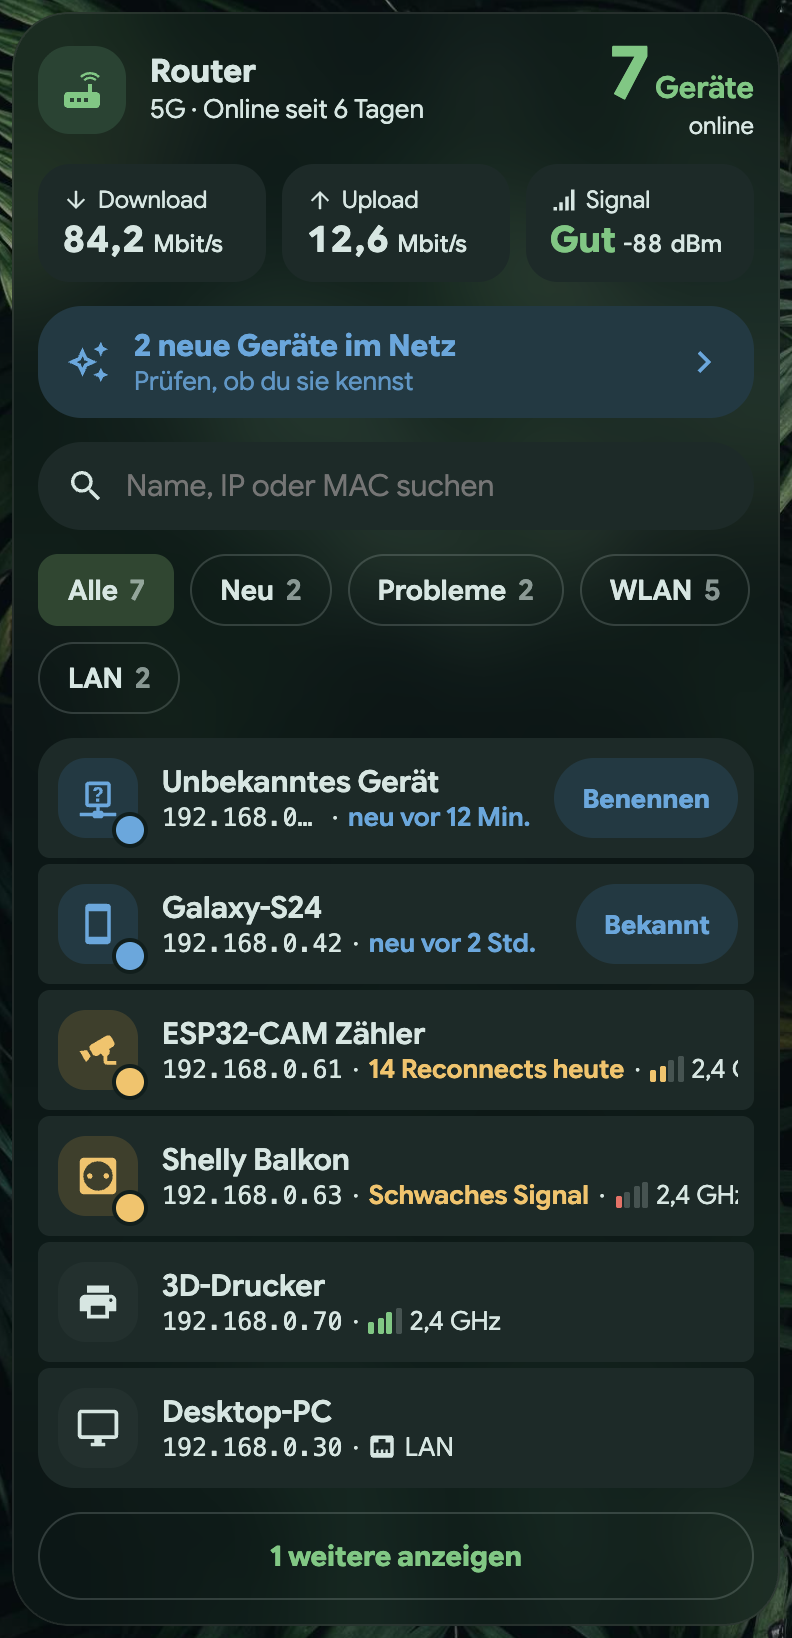 Router
5G · Online seit 6 Tagen
7 Geräte
online
Download
84,2 Mbit/s
Upload
12,6 Mbit/s
Signal
Gut -88 dBm
2 neue Geräte im Netz
Prüfen, ob du sie kennst
Name, IP oder MAC suchen
Alle 7
Neu 2
Probleme 2
WLAN 5
LAN 2
Unbekanntes Gerät
192.168.0… · neu vor 12 Min.
Benennen
Galaxy-S24
192.168.0.42 · neu vor 2 Std.
Bekannt
ESP32-CAM Zähler
192.168.0.61 · 14 Reconnects heute · 2,4
Shelly Balkon
192.168.0.63 · Schwaches Signal · 2,4 GHz
3D-Drucker
192.168.0.70 · 2,4 GHz
Desktop-PC
192.168.0.30 · LAN
1 weitere anzeigen